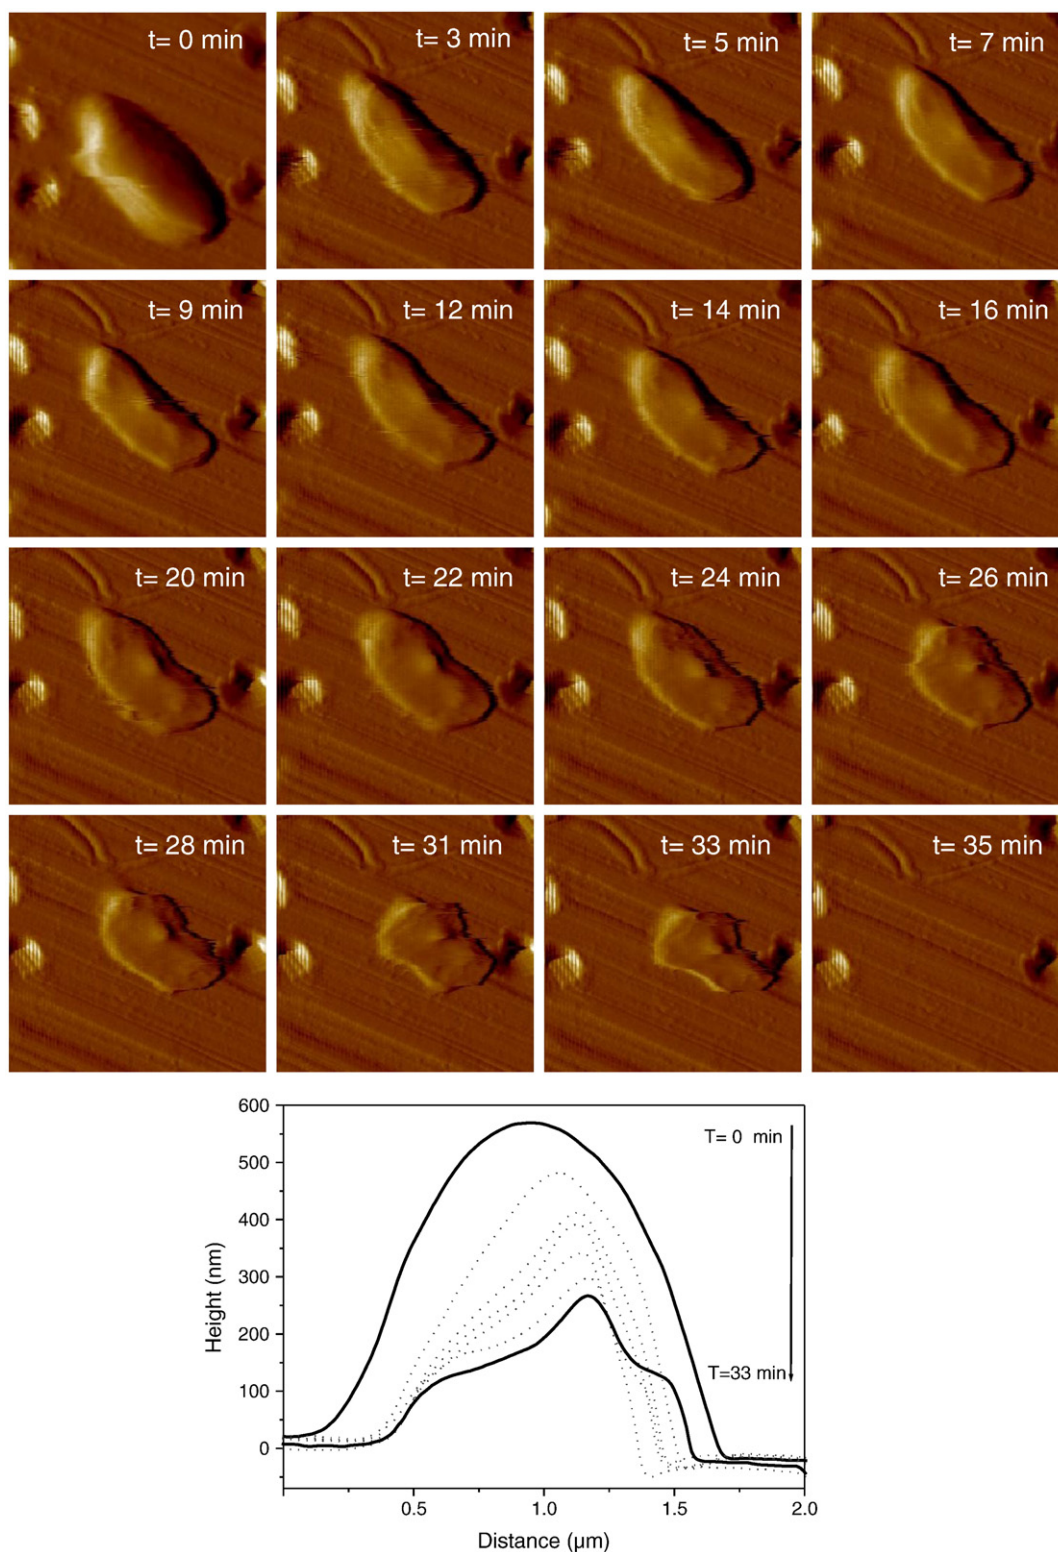 t= 0 min
t= 3 min
t= 5 min
t= 7 min
t= 9 min
t= 12 min
t= 14 min
t= 16 min
t= 20 min
t= 22 min
t= 24 min
t= 26 min
t= 28 min
t= 31 min
t= 33 min
t= 35 min
600
500
400
300
200
100
0
Height (nm)
T= 0 min
T=33 min
0.5
1.0
1.5
2.0
Distance (µm)